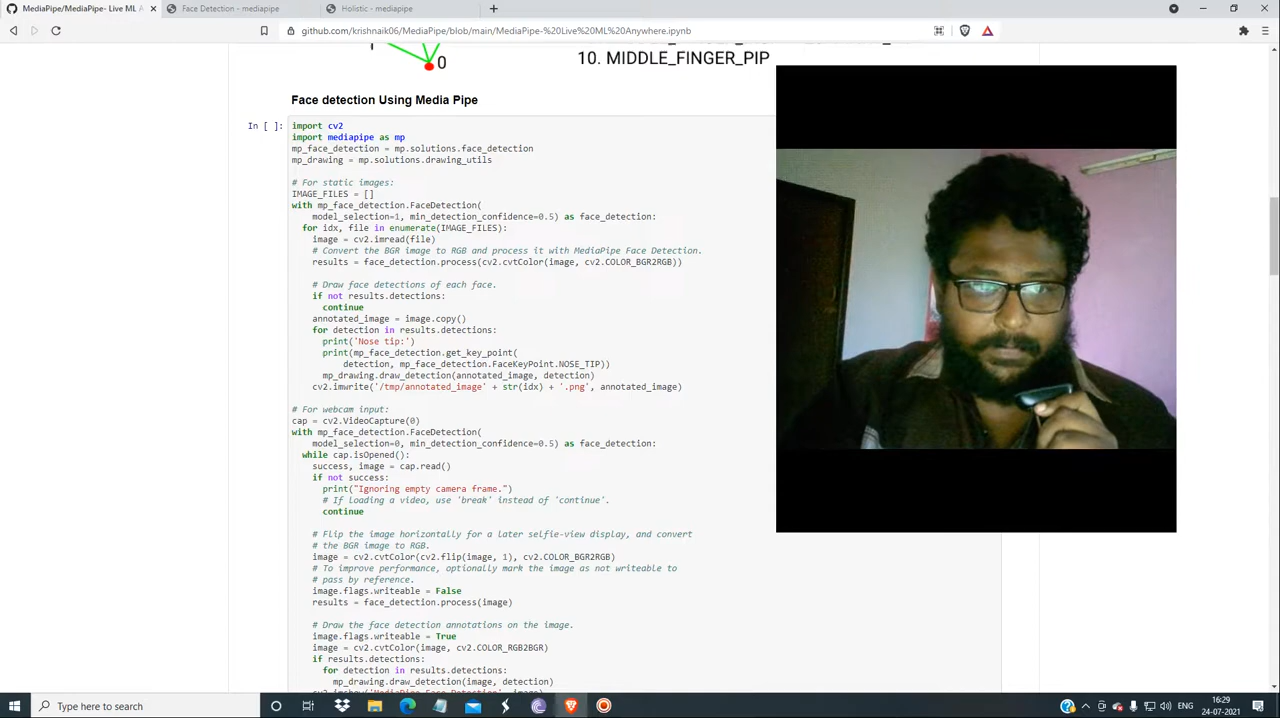 MediaPipe/MediaPipe- Live ML A
Face Detection - mediapipe
Holistic - mediapipe
github.com/krishnaik06/MediaPipe/blob/main/MediaPipe-%20Live%20ML%20Anywhere.ipynb
0
10. MIDDLE_FINGER_PIP
Face detection Using Media Pipe
In [ ]:
import cv2
import mediapipe as mp
mp_face_detection = mp.solutions.face_detection
mp_drawing = mp.solutions.drawing_utils
# For static images:
IMAGE_FILES = []
with mp_face_detection.FaceDetection(
model_selection=1, min_detection_confidence=0.5) as face_detection:
for idx, file in enumerate(IMAGE_FILES):
image = cv2.imread(file)
# Convert the BGR image to RGB and process it with MediaPipe Face Detection.
results = face_detection.process(cv2.cvtColor(image, cv2.COLOR_BGR2RGB))
# Draw face detections of each face.
if not results.detections:
continue
annotated_image = image.copy()
for detection in results.detections:
print('Nose tip:')
print(mp_face_detection.get_key_point(
detection, mp_face_detection.FaceKeyPoint.NOSE_TIP))
mp_drawing.draw_detection(annotated_image, detection)
cv2.imwrite('/tmp/annotated_image' + str(idx) + '.png', annotated_image)
# For webcam input:
cap = cv2.VideoCapture(0)
with mp_face_detection.FaceDetection(
model_selection=0, min_detection_confidence=0.5) as face_detection:
while cap.isOpened():
success, image = cap.read()
if not success:
print("Ignoring empty camera frame.")
# If loading a video, use 'break' instead of 'continue'.
continue
# Flip the image horizontally for a later selfie-view display, and convert
# the BGR image to RGB.
image = cv2.cvtColor(cv2.flip(image, 1), cv2.COLOR_BGR2RGB)
# To improve performance, optionally mark the image as not writeable to
# pass by reference.
image.flags.writeable = False
results = face_detection.process(image)
# Draw the face detection annotations on the image.
image.flags.writeable = True
image = cv2.cvtColor(image, cv2.COLOR_RGB2BGR)
if results.detections:
for detection in results.detections:
mp_drawing.draw_detection(image, detection)
Type here to search
ENG
16:29
24-07-2021